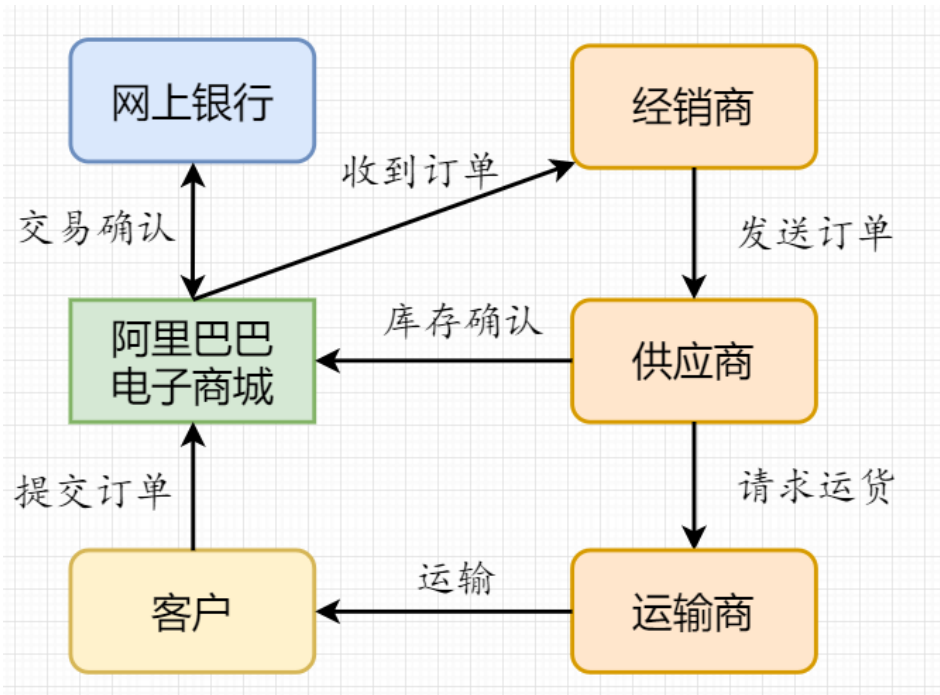 网上银行
经销商
收到订单
交易确认
发送订单
阿里巴巴
电子商城
库存确认
供应商
提交订单
请求运货
客户
运输
运输商